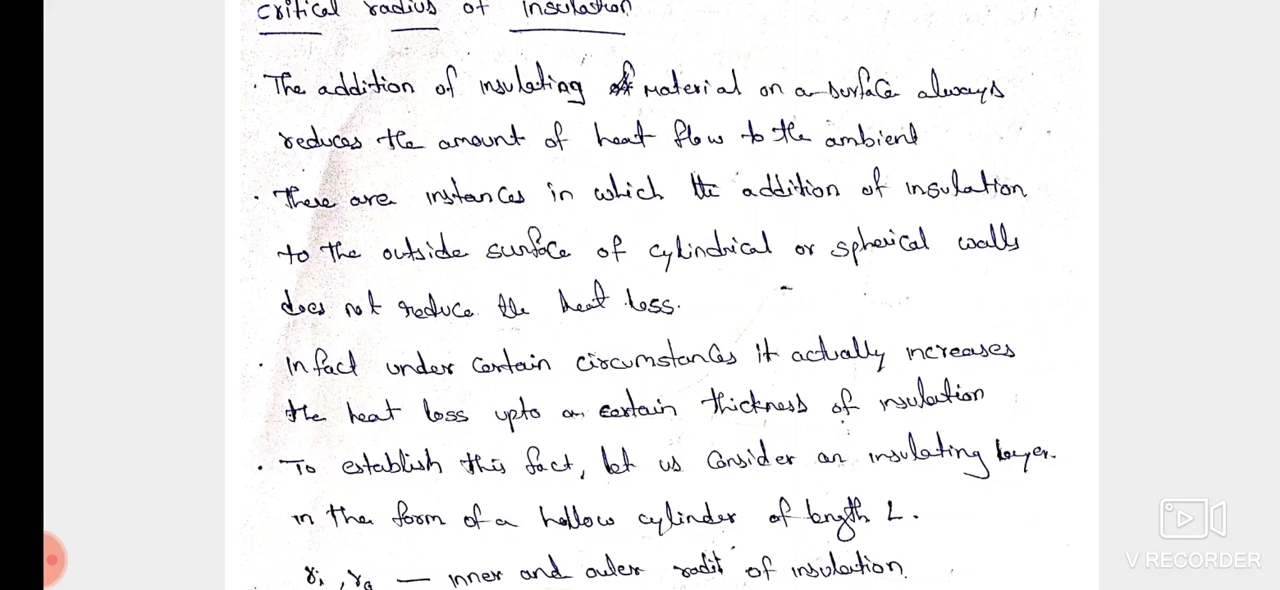 critical radius of insulation
· The addition of insulating material on a surface always
reduces the amount of heat flow to the ambient
· There are instances in which the addition of insulation
to the outside surface of cylindrical or spherical walls
does not reduce the heat loss.
· Infact under certain circumstances it actually increases
the heat loss upto a certain thickness of insulation
· To establish this fact, let us consider an insulating layer.
in the form of a hollow cylinder of length L.
ri, ro — inner and outer radii of insulation.
V RECORDER